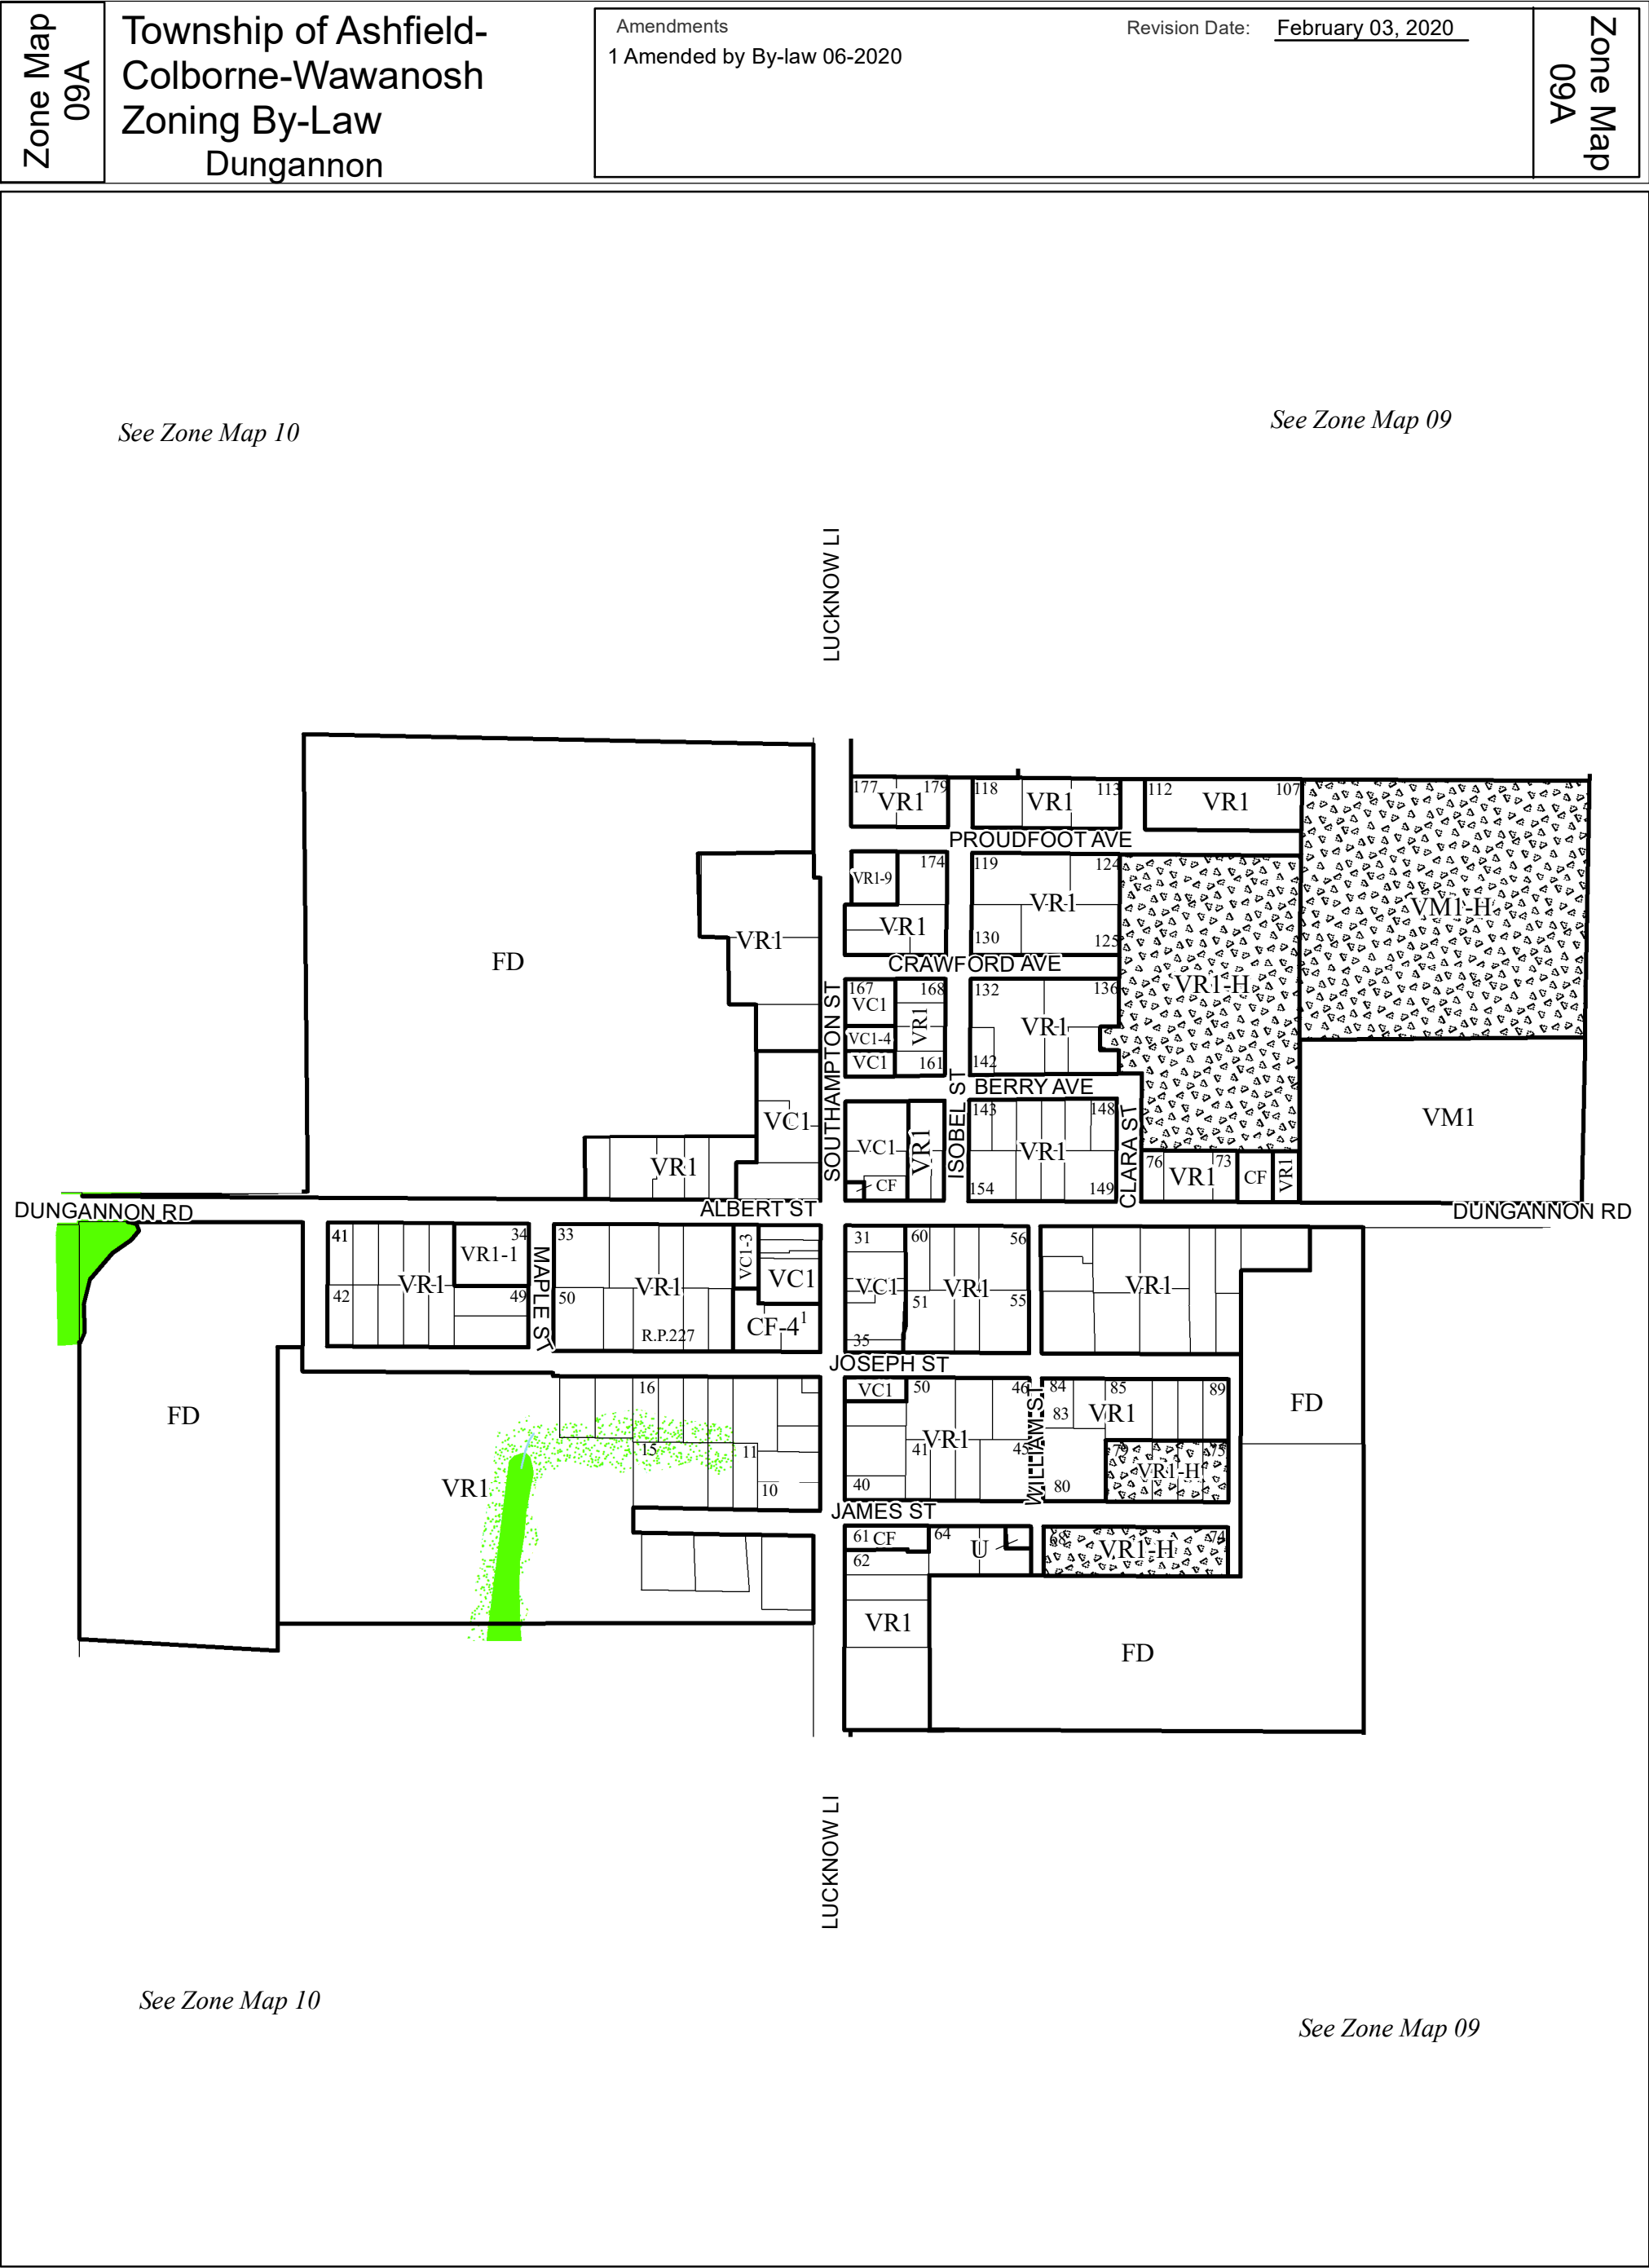 Zone Map
09A
Township of Ashfield-
Colborne-Wawanosh
Zoning By-Law
Dungannon
Amendments
Revision Date: February 03, 2020
1 Amended by By-law 06-2020
Zone Map
09A
See Zone Map 10
See Zone Map 09
LUCKNOW LI
177 VR1 179
118 VR1 113
112 VR1 107
PROUDFOOT AVE
VR1-9
174
119
124
VR1
VM1-H
VR1
130
125
FD
VR1
CRAWFORD AVE
167
VC1
168
VR1
132
136
VR1-H
VR1
VC1-4
VC1
161
142
SOUTHAMPTON ST
BERRY AVE
ISOBEL ST
CLARA ST
143
148
VC1
VC1
VR1
VR1
VM1
VR1
CF
154
149
76
VR1
73
CF
VR1
DUNGANNON RD
ALBERT ST
DUNGANNON RD
41
34
VR1-1
VR1
42
49
MAPLE ST
33
VR1
50
R.P.227
VC1-3
VC1
CF-4¹
31
VC1
35
60
56
VR1
51
55
VR1
JOSEPH ST
FD
FD
16
15
11
10
VR1
VC1
50
46
VR1
41
45
40
WILLIAM ST
84
85
89
83
VR1
79
75
VR1-H
80
JAMES ST
61 CF
64
U
68
74
VR1-H
62
VR1
FD
LUCKNOW LI
See Zone Map 10
See Zone Map 09